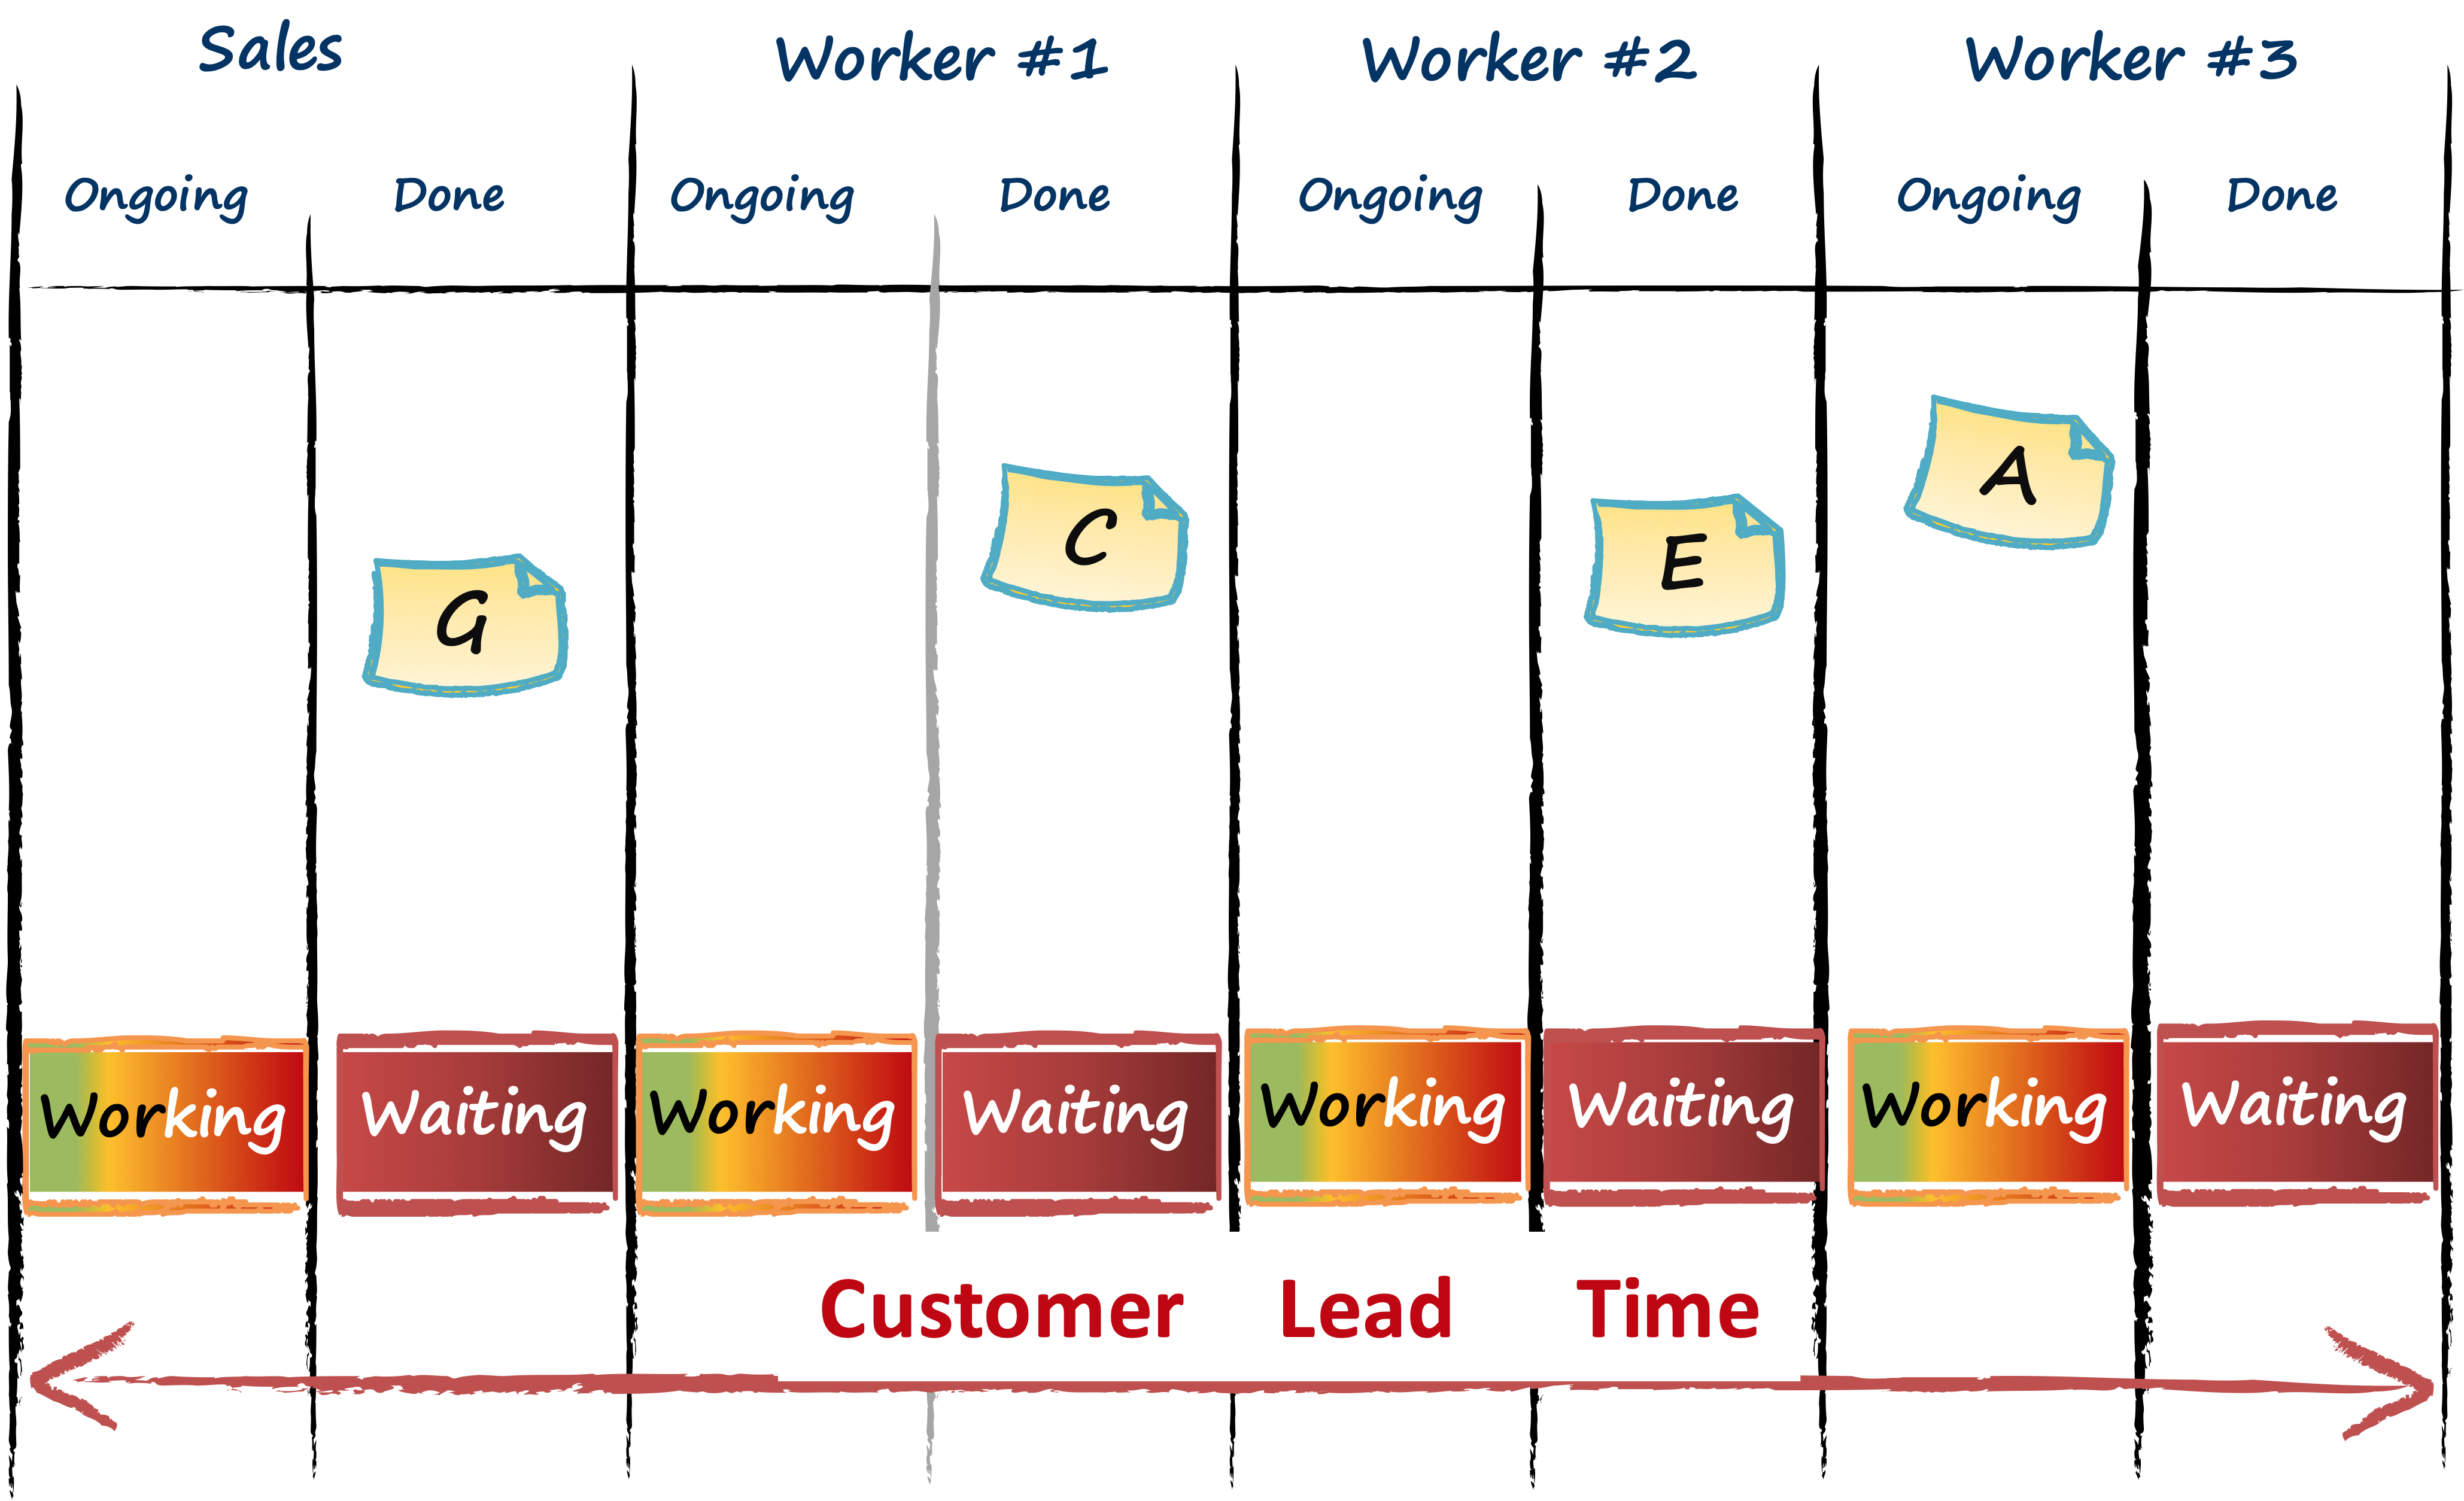 Sales Worker #1 Worker #2 Worker #3
Ongoing Done Ongoing Done Ongoing Done Ongoing Done
A
C
E
G
Working Waiting Working Waiting Working Waiting Working Waiting
Customer Lead Time